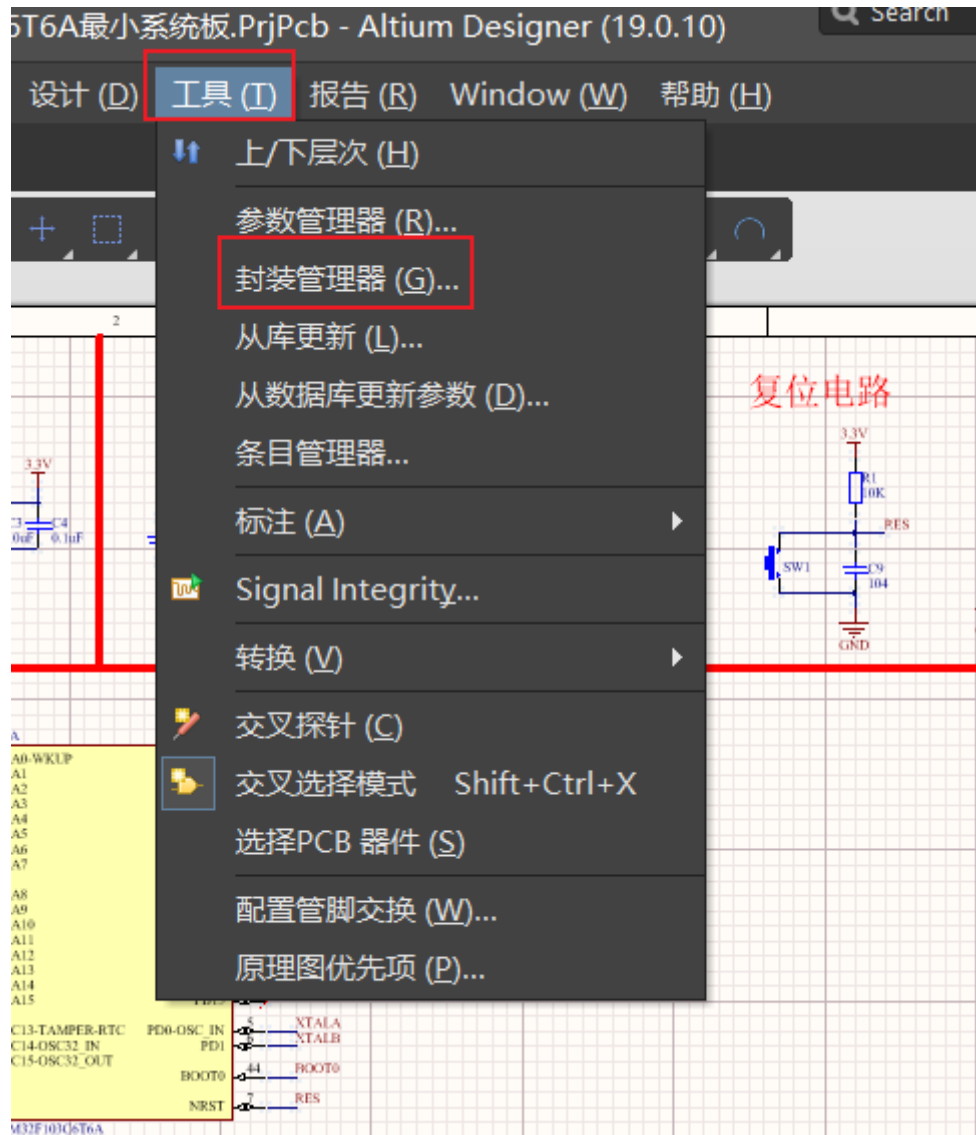 5T6A最小系统板.PrjPcb - Altium Designer (19.0.10)
Search
设计 (D) 工具 (T) 报告 (R) Window (W) 帮助 (H)
上/下层次 (H)
参数管理器 (R)...
封装管理器 (G)...
从库更新 (L)...
从数据库更新参数 (D)...
条目管理器...
标注 (A)
Signal Integrity...
转换 (V)
交叉探针 (C)
交叉选择模式 Shift+Ctrl+X
选择PCB 器件 (S)
配置管脚交换 (W)...
原理图优先项 (P)...
2
复位电路
3.3V
R1
10K
RES
SW1
C9
104
GND
3.3V
C4
0.1uF
A0-WKUP
A1
A2
A3
A4
A5
A6
A7
A8
A9
A10
A11
A12
A13
A14
A15
C13-TAMPER-RTC
C14-OSC32_IN
C15-OSC32_OUT
PD0-OSC_IN 5 XTALA
PD1 6 XTALB
BOOT0 44 BOOT0
NRST 7 RES
M32F103C6T6A